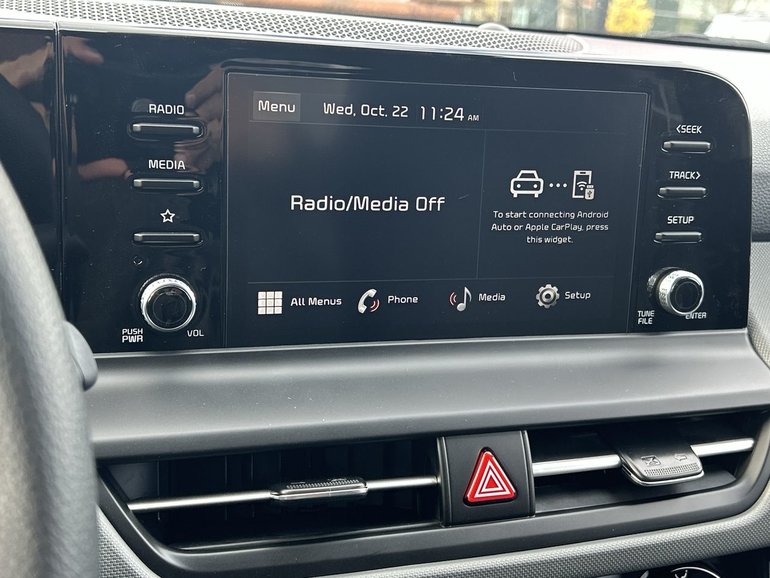 RADIO
MEDIA
PUSH
PWR
VOL
Menu
Wed, Oct. 22 11:24 AM
Radio/Media Off
To start connecting Android
Auto or Apple CarPlay, press
this widget.
All Menus
Phone
Media
Setup
<SEEK
TRACK>
SETUP
TUNE
FILE
ENTER